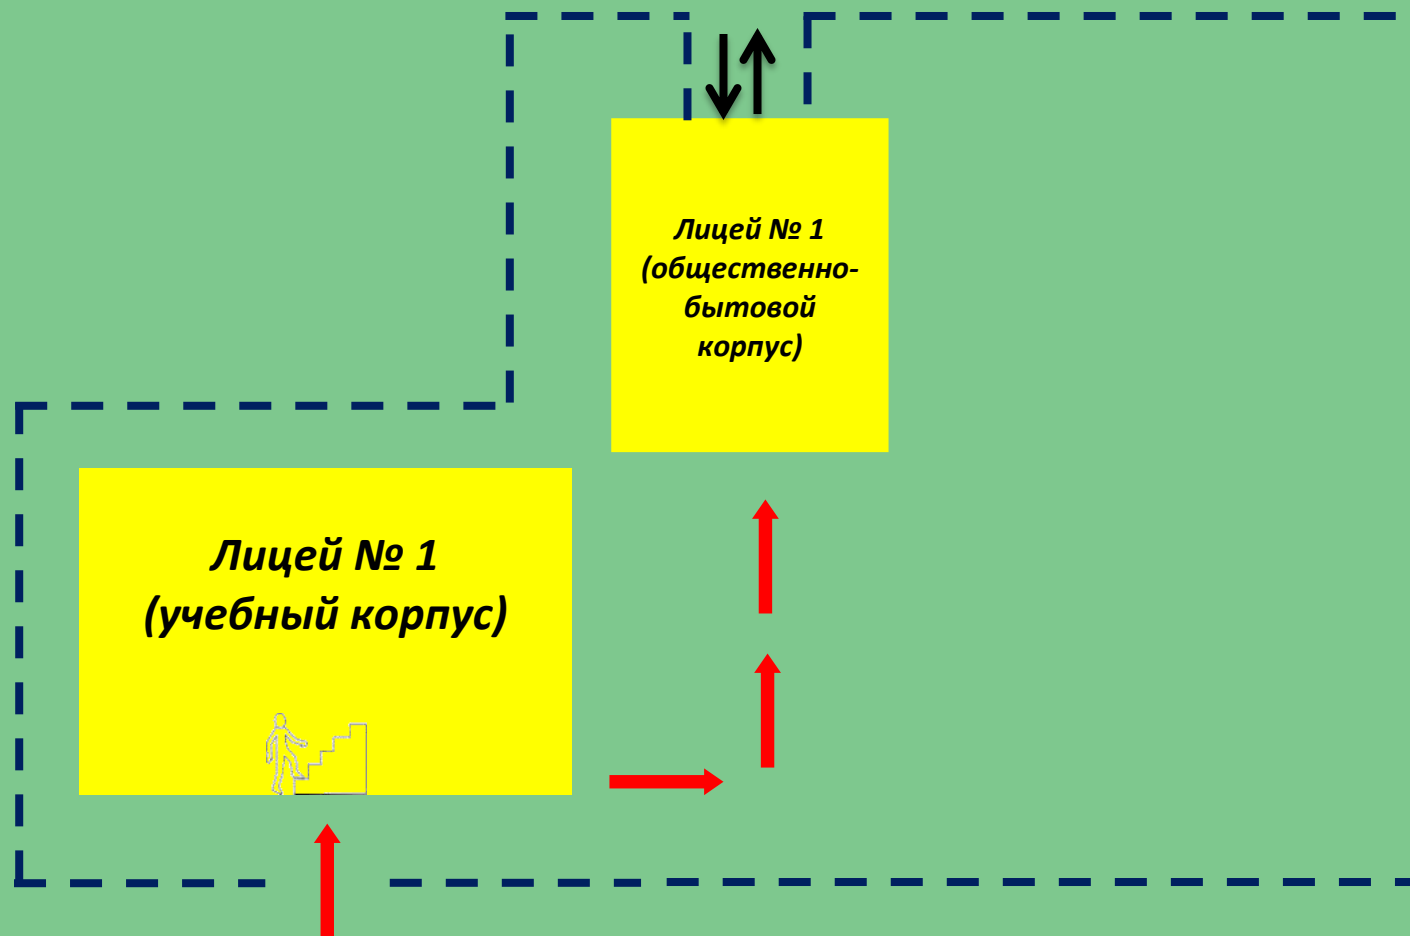 Лицей № 1
(общественно-
бытовой
корпус)
Лицей № 1
(учебный корпус)